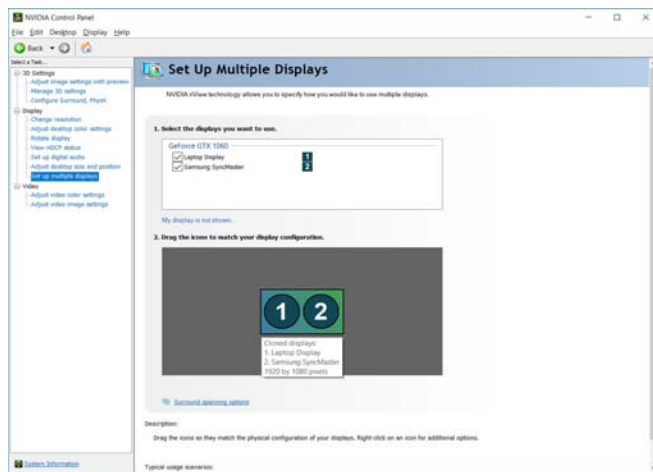 NVIDIA Control Panel
File Edit Desktop Display Help
Back
Select a Task...
3D Settings
Adjust image settings with preview
Manage 3D settings
Configure Surround, PhysX
Display
Change resolution
Adjust desktop color settings
Rotate display
View HDCP status
Set up digital audio
Adjust desktop size and position
Set up multiple displays
Video
Adjust video color settings
Adjust video image settings
System Information
Set Up Multiple Displays
NVIDIA nView technology allows you to specify how you would like to use multiple displays.
1. Select the displays you want to use.
GeForce GTX 1060
Laptop Display 1
Samsung SyncMaster 2
My display is not shown...
2. Drag the icons to match your display configuration.
1 2
Cloned displays:
1. Laptop Display
2. Samsung SyncMaster
1920 by 1080 pixels
Surround spanning options
Description:
Drag the icons so they match the physical configuration of your displays. Right-click on an icon for additional options.
Typical usage scenarios: